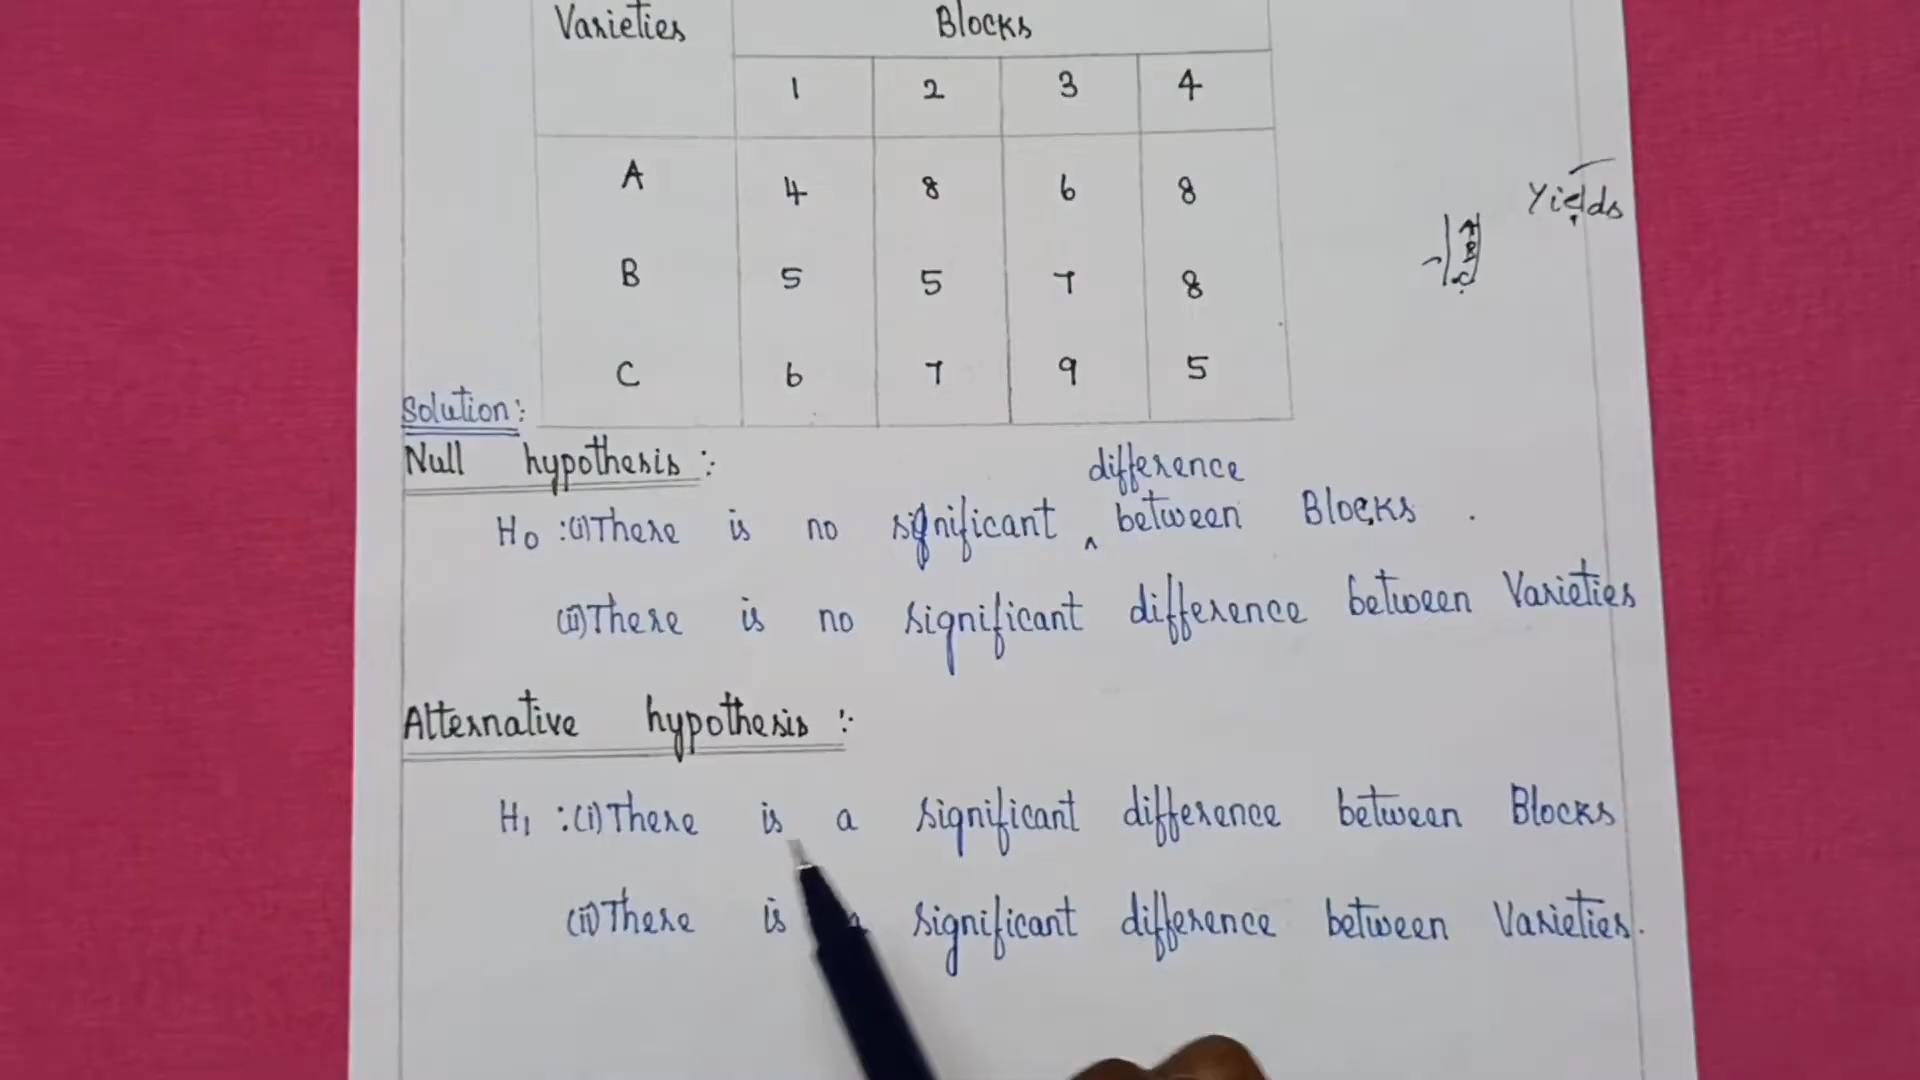 Varieties Blocks
1 2 3 4
A 4 8 6 8
Yields
A
B
C
B 5 5 7 8
C 6 7 9 5
Solution:
Null hypothesis :
difference
H0 :(i)There is no significant ^ between Blocks .
(ii)There is no significant difference between Varieties
Alternative hypothesis :
H1 :(i)There is a significant difference between Blocks
(ii)There is a significant difference between Varieties.